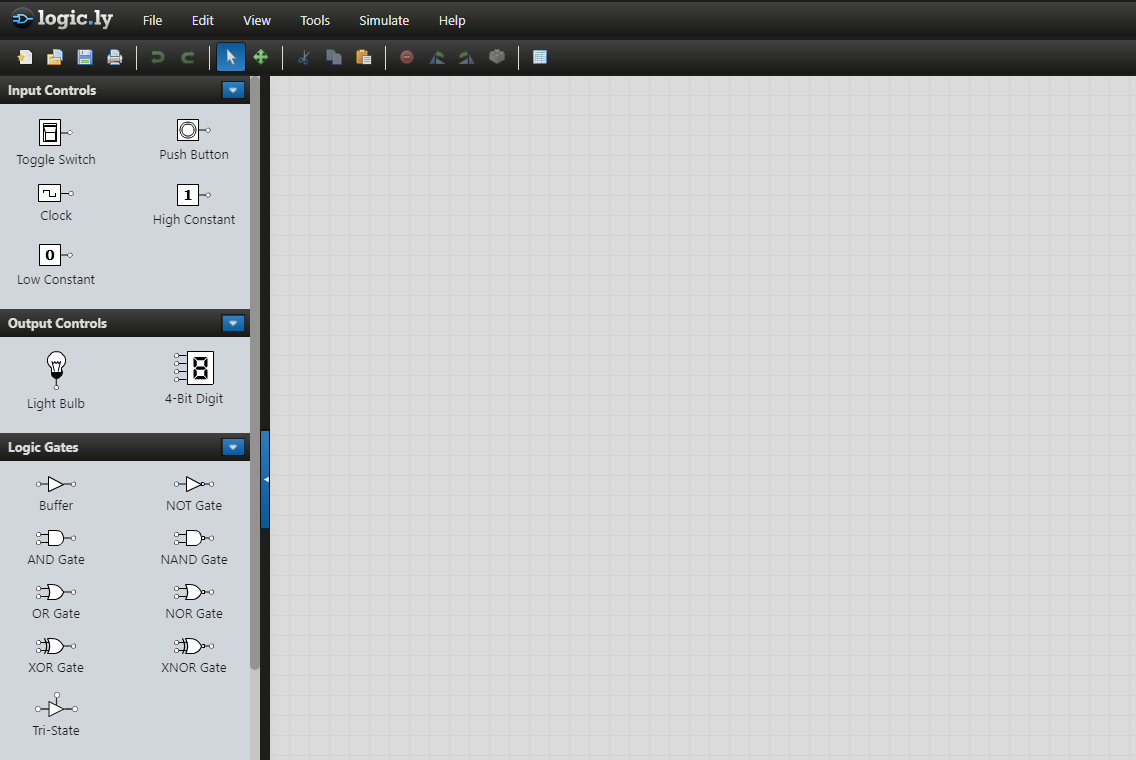 logic.ly File Edit View Tools Simulate Help
Input Controls
Toggle Switch Push Button
Clock 1 High Constant
0 Low Constant
Output Controls
Light Bulb 8 4-Bit Digit
Logic Gates
Buffer NOT Gate
AND Gate NAND Gate
OR Gate NOR Gate
XOR Gate XNOR Gate
Tri-State